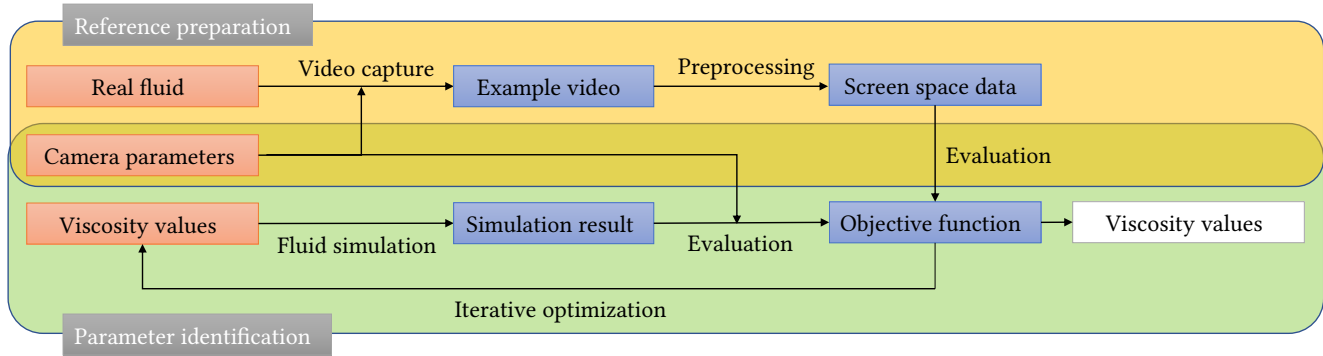 Reference preparation
Video capture
Preprocessing
Real fluid
Example video
Screen space data
Camera parameters
Evaluation
Viscosity values
Simulation result
Objective function
Viscosity values
Fluid simulation
Evaluation
Iterative optimization
Parameter identification